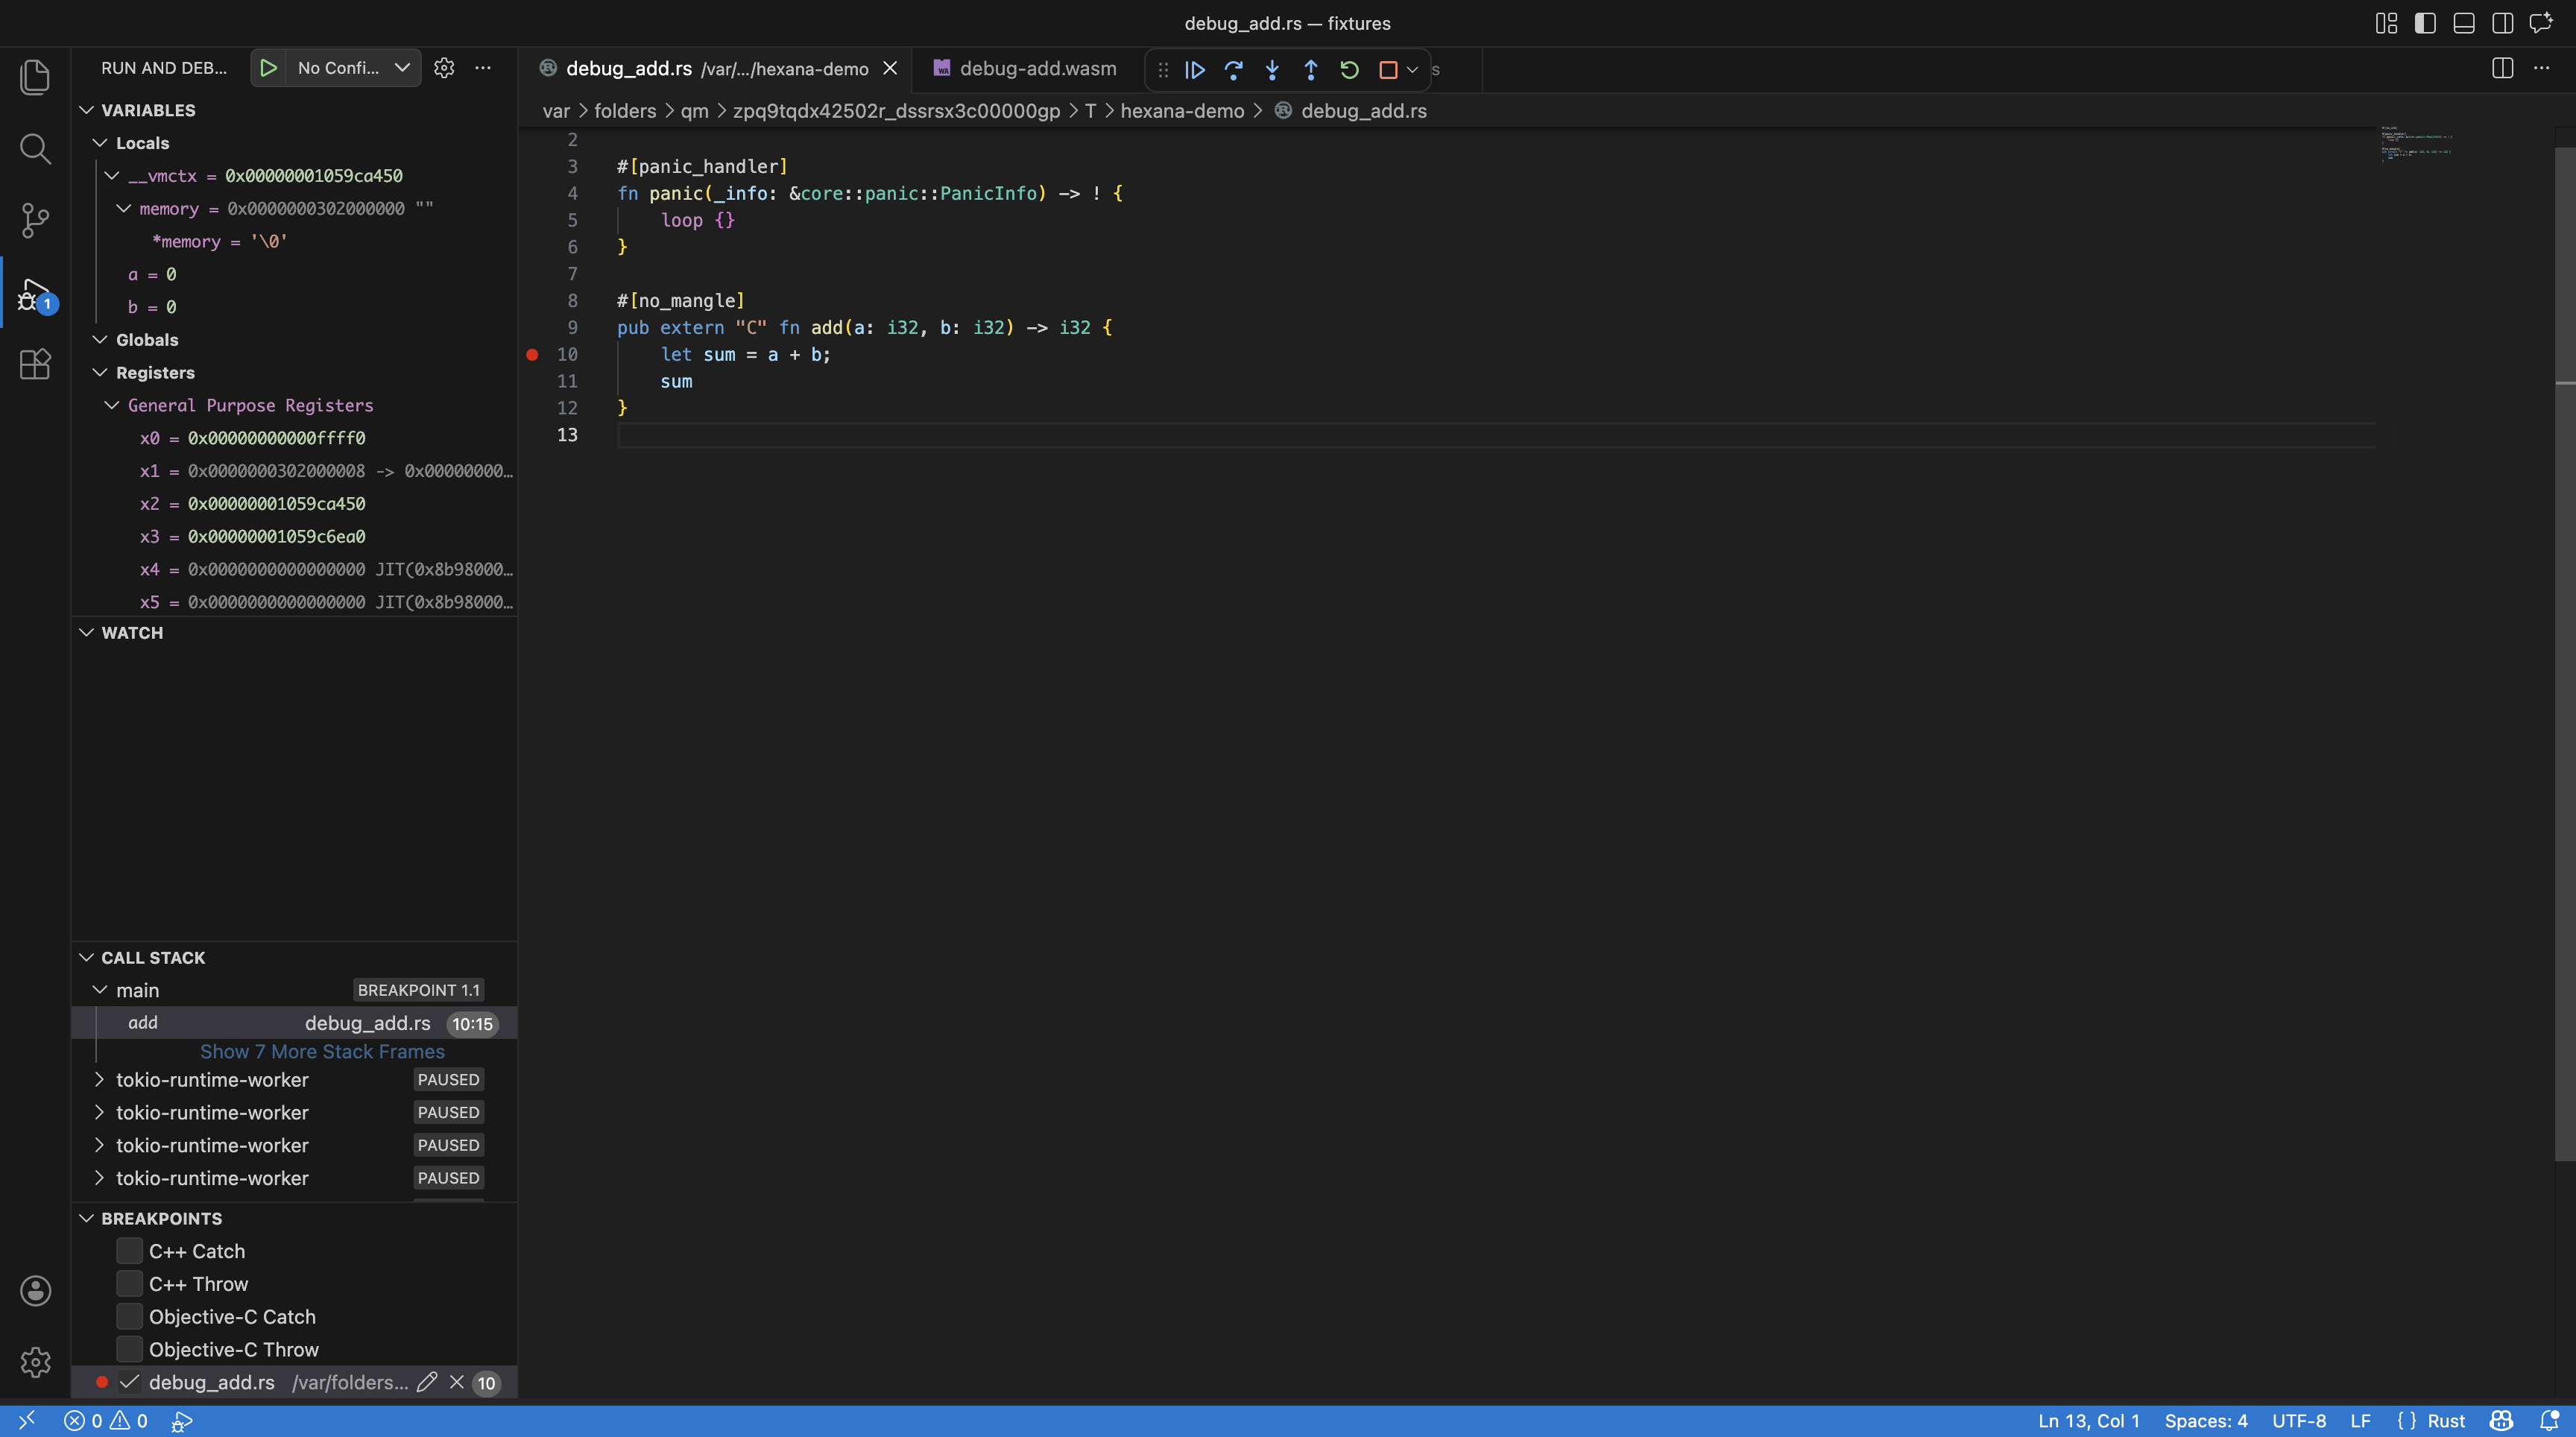 debug_add.rs — fixtures
RUN AND DEB...
No Confi...
debug_add.rs /var/.../hexana-demo
debug-add.wasm
s
var > folders > qm > zpq9tqdx42502r_dssrsx3c00000gp > T > hexana-demo > debug_add.rs
VARIABLES
Locals
__vmctx = 0x00000001059ca450
memory = 0x0000000302000000 ""
*memory = '\0'
a = 0
b = 0
Globals
Registers
General Purpose Registers
x0 = 0x00000000000ffff0
x1 = 0x0000000302000008 -> 0x00000000...
x2 = 0x00000001059ca450
x3 = 0x00000001059c6ea0
x4 = 0x0000000000000000 JIT(0x8b98000...
x5 = 0x0000000000000000 JIT(0x8b98000...
WATCH
CALL STACK
main BREAKPOINT 1.1
add debug_add.rs 10:15
Show 7 More Stack Frames
tokio-runtime-worker PAUSED
tokio-runtime-worker PAUSED
tokio-runtime-worker PAUSED
tokio-runtime-worker PAUSED
BREAKPOINTS
C++ Catch
C++ Throw
Objective-C Catch
Objective-C Throw
debug_add.rs /var/folders... 10
2
3 #[panic_handler]
4 fn panic(_info: &core::panic::PanicInfo) -> ! {
5 loop {}
6 }
7
8 #[no_mangle]
9 pub extern "C" fn add(a: i32, b: i32) -> i32 {
10 let sum = a + b;
11 sum
12 }
13
1
0 0
Ln 13, Col 1 Spaces: 4 UTF-8 LF {} Rust